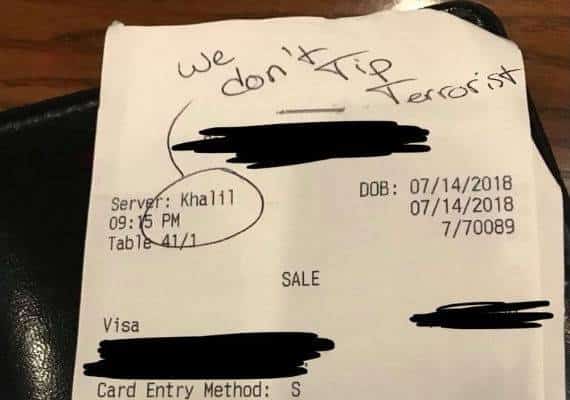 We don't Tip Terrorist
Server: Khalil
DOB: 07/14/2018
09:15 PM
07/14/2018
Table 41/1
7/70089
SALE
Visa
Card Entry Method: S